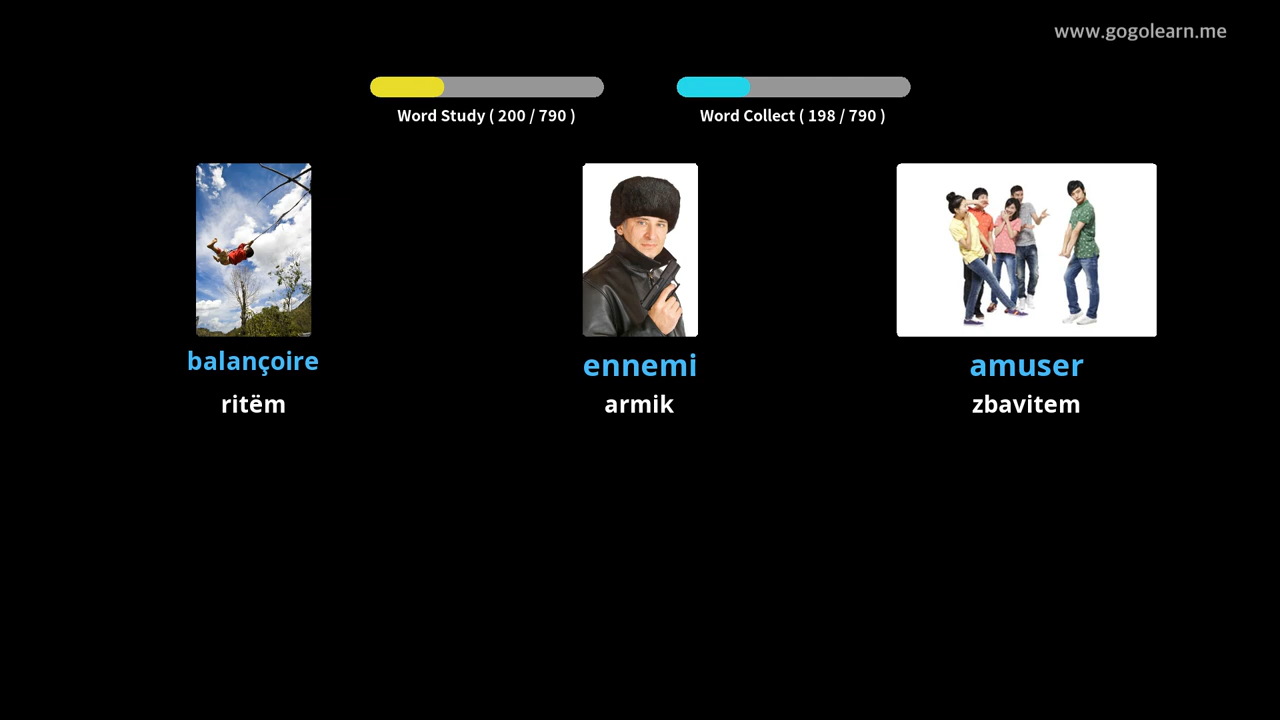 www.gogolearn.me
Word Study ( 200 / 790 )
Word Collect ( 198 / 790 )
balançoire
ritëm
ennemi
armik
amuser
zbavitem